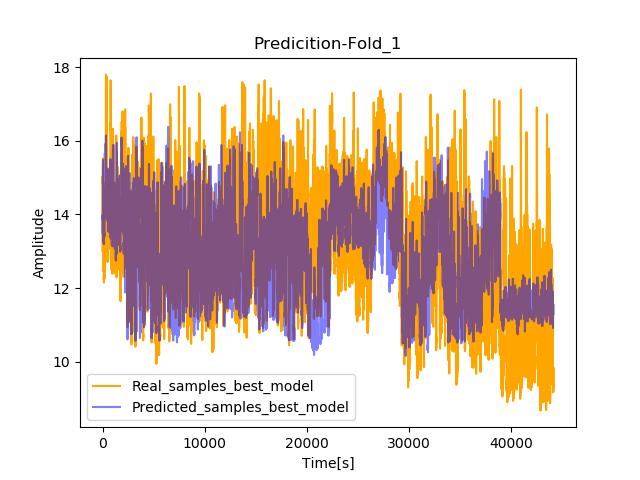 Predicition-Fold_1
18
16
14
12
10
Amplitude
Real_samples_best_model
Predicted_samples_best_model
0
10000
20000
30000
40000
Time[s]